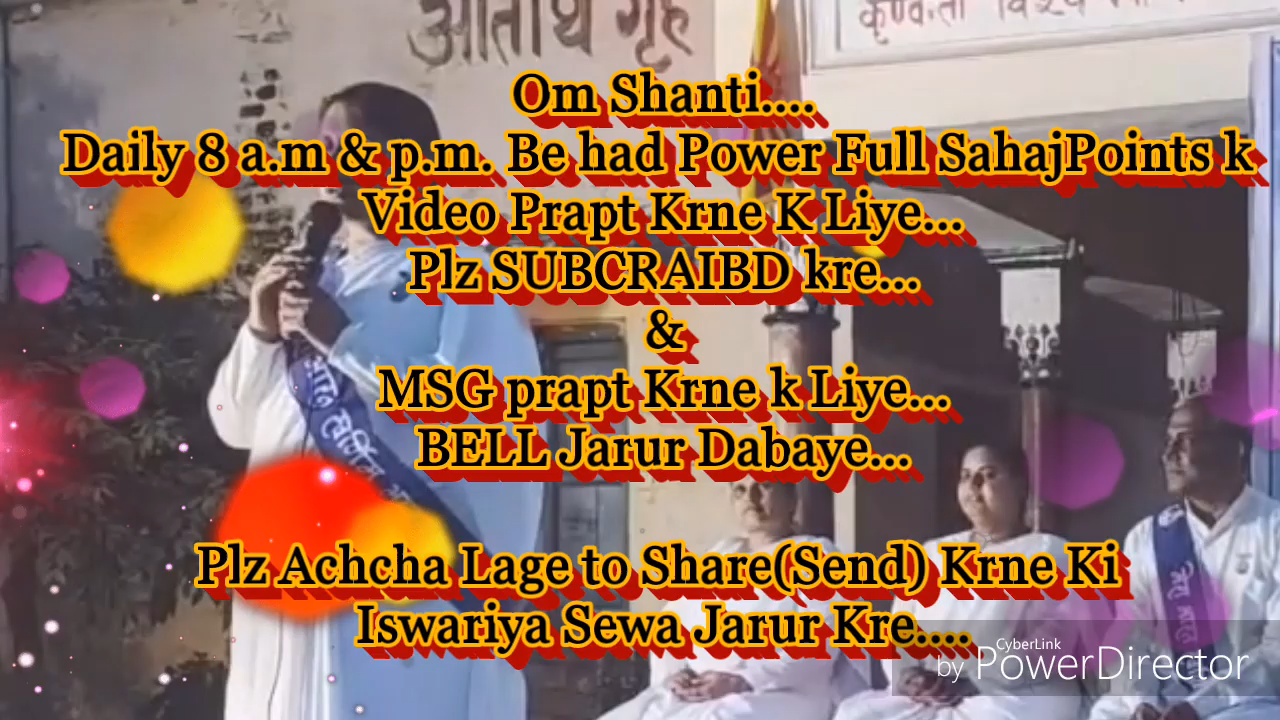 अतिथि गृह
Om Shanti....
Daily 8 a.m & p.m. Be had Power Full SahajPoints k
Video Prapt Krne K Liye...
Plz SUBCRAIBD kre...
&
MSG prapt Krne k Liye...
BELL Jarur Dabaye...
Plz Achcha Lage to Share(Send) Krne Ki
Iswariya Sewa Jarur Kre....
CyberLink
by PowerDirector